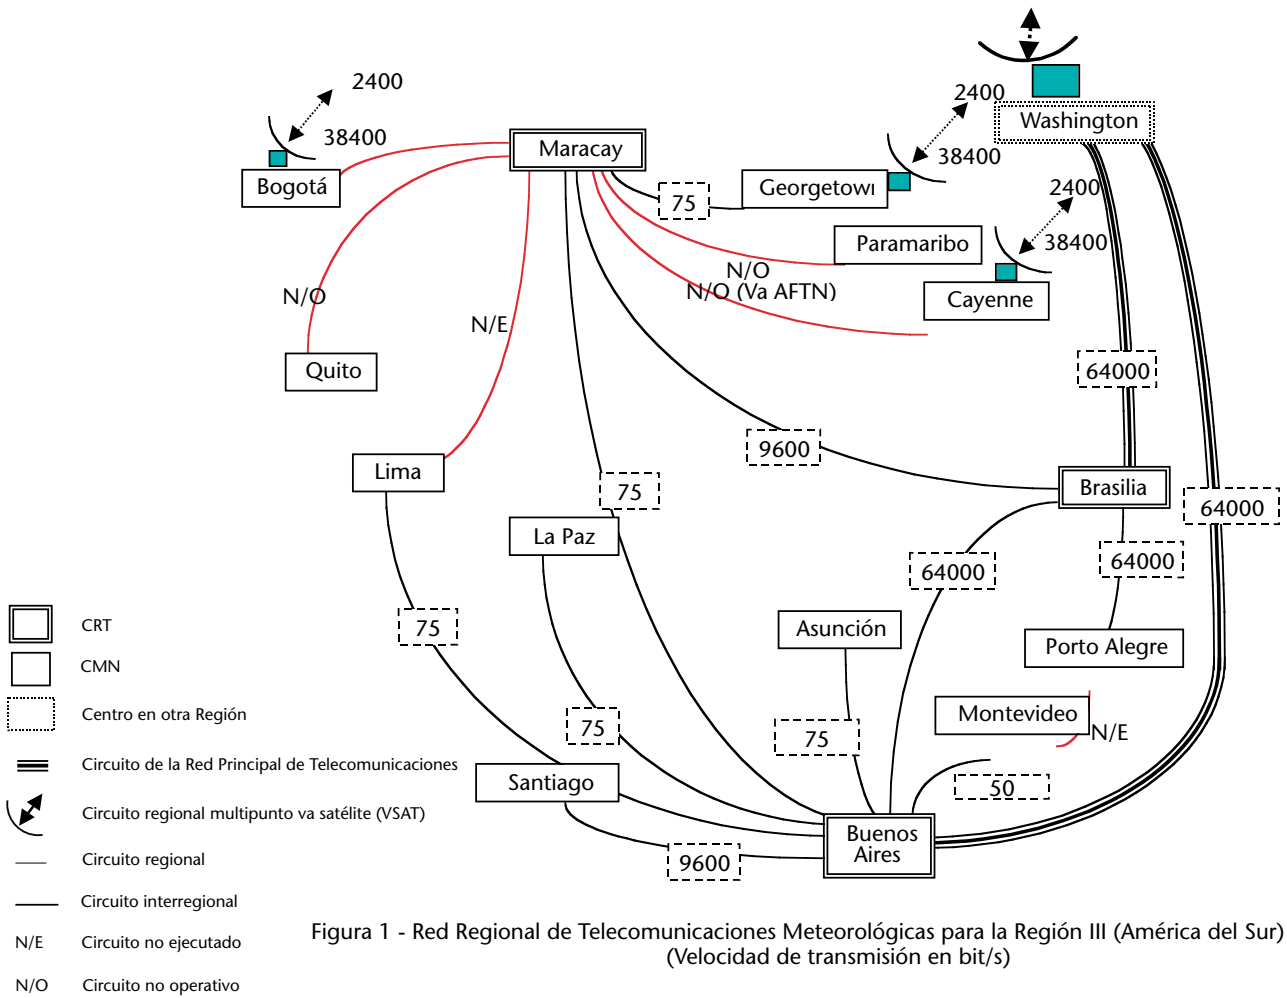 2400
38400
Bogotá
Maracay
2400
38400
Georgetown
Washington
75
2400
38400
Paramaribo
Cayenne
N/O
N/O (Va AFTN)
N/O
N/E
Quito
64000
9600
Lima
75
Brasilia
64000
La Paz
64000
64000
75
Asunción
Porto Alegre
75
75
Montevideo
N/E
Santiago
50
9600
Buenos
Aires
CRT
CMN
Centro en otra Región
Circuito de la Red Principal de Telecomunicaciones
Circuito regional multipunto va satélite (VSAT)
Circuito regional
Circuito interregional
N/E Circuito no ejecutado
N/O Circuito no operativo
Figura 1 - Red Regional de Telecomunicaciones Meteorológicas para la Región III (América del Sur)
(Velocidad de transmisión en bit/s)